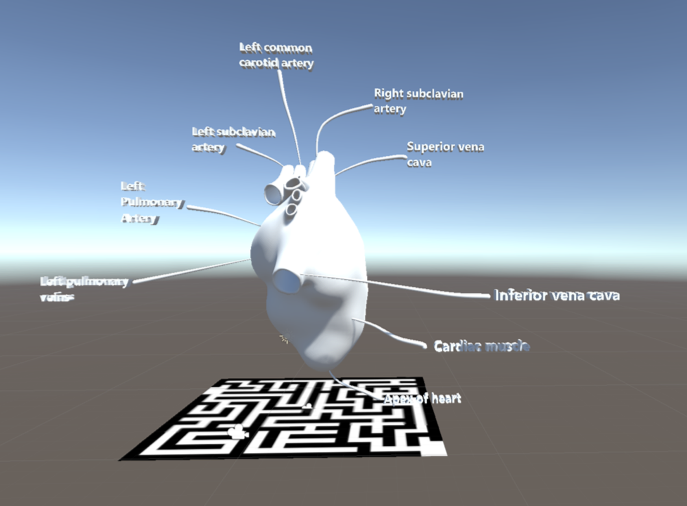 Left common
carotid artery
Right subclavian
artery
Left subclavian
artery
Superior vena
cava
Left
Pulmonary
Artery
Left pulmonary
Inferior vena cava
Cardiac muscle
Apex of heart